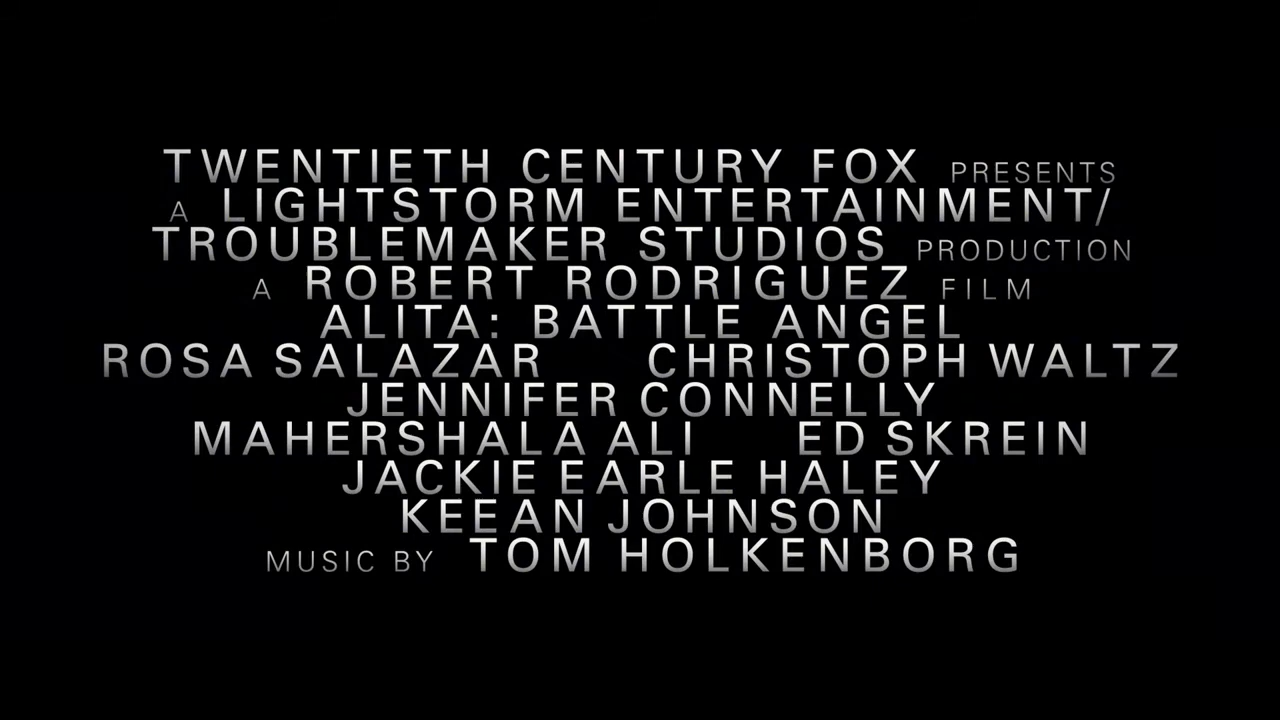 TWENTIETH CENTURY FOX PRESENTS
A LIGHTSTORM ENTERTAINMENT/
TROUBLEMAKER STUDIOS PRODUCTION
A ROBERT RODRIGUEZ FILM
ALITA: BATTLE ANGEL
ROSA SALAZAR CHRISTOPH WALTZ
JENNIFER CONNELLY
MAHERSHALA ALI ED SKREIN
JACKIE EARLE HALEY
KEEAN JOHNSON
MUSIC BY TOM HOLKENBORG